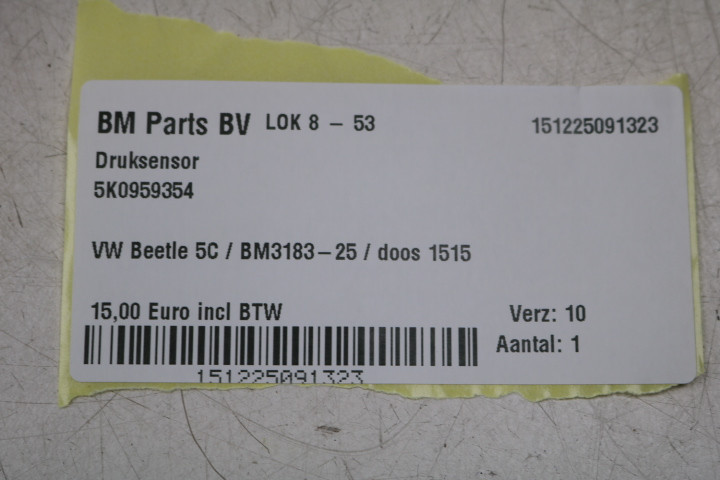 BM Parts BV LOK 8 - 53 151225091323
Druksensor
5K0959354
VW Beetle 5C / BM3183-25 / doos 1515
15,00 Euro incl BTW Verz: 10
Aantal: 1
151225091323